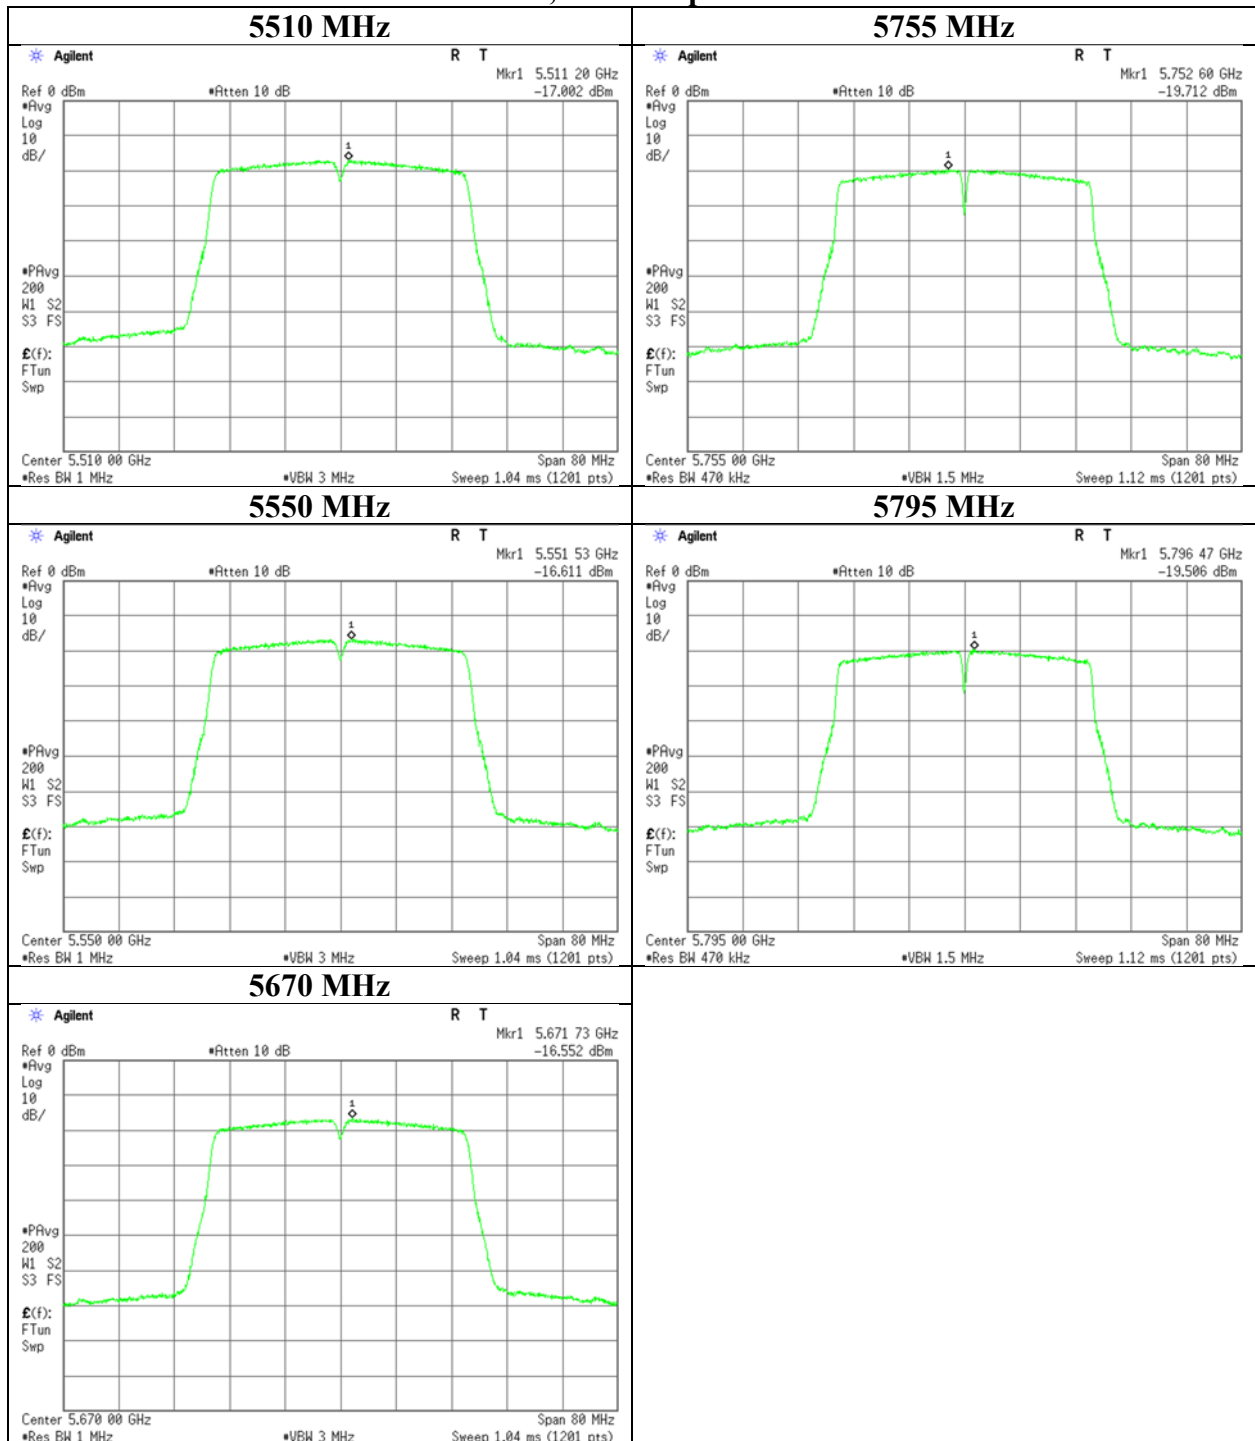 5510 MHz
Agilent R T
Mkr1 5.511 20 GHz
Ref 0 dBm #Atten 10 dB -17.002 dBm
#Avg
Log
10
dB/
1
#PAvg
200
W1 S2
S3 FS
£(f):
FTun
Swp
Center 5.510 00 GHz Span 80 MHz
#Res BW 1 MHz #VBW 3 MHz Sweep 1.04 ms (1201 pts)
5755 MHz
Agilent R T
Mkr1 5.752 60 GHz
Ref 0 dBm #Atten 10 dB -19.712 dBm
#Avg
Log
10
dB/
1
#PAvg
200
W1 S2
S3 FS
£(f):
FTun
Swp
Center 5.755 00 GHz Span 80 MHz
#Res BW 470 kHz #VBW 1.5 MHz Sweep 1.12 ms (1201 pts)
5550 MHz
Agilent R T
Mkr1 5.551 53 GHz
Ref 0 dBm #Atten 10 dB -16.611 dBm
#Avg
Log
10
dB/
1
#PAvg
200
W1 S2
S3 FS
£(f):
FTun
Swp
Center 5.550 00 GHz Span 80 MHz
#Res BW 1 MHz #VBW 3 MHz Sweep 1.04 ms (1201 pts)
5795 MHz
Agilent R T
Mkr1 5.796 47 GHz
Ref 0 dBm #Atten 10 dB -19.506 dBm
#Avg
Log
10
dB/
1
#PAvg
200
W1 S2
S3 FS
£(f):
FTun
Swp
Center 5.795 00 GHz Span 80 MHz
#Res BW 470 kHz #VBW 1.5 MHz Sweep 1.12 ms (1201 pts)
5670 MHz
Agilent R T
Mkr1 5.671 73 GHz
Ref 0 dBm #Atten 10 dB -16.552 dBm
#Avg
Log
10
dB/
1
#PAvg
200
W1 S2
S3 FS
£(f):
FTun
Swp
Center 5.670 00 GHz Span 80 MHz
#Res BW 1 MHz #VBW 3 MHz Sweep 1.04 ms (1201 pts)